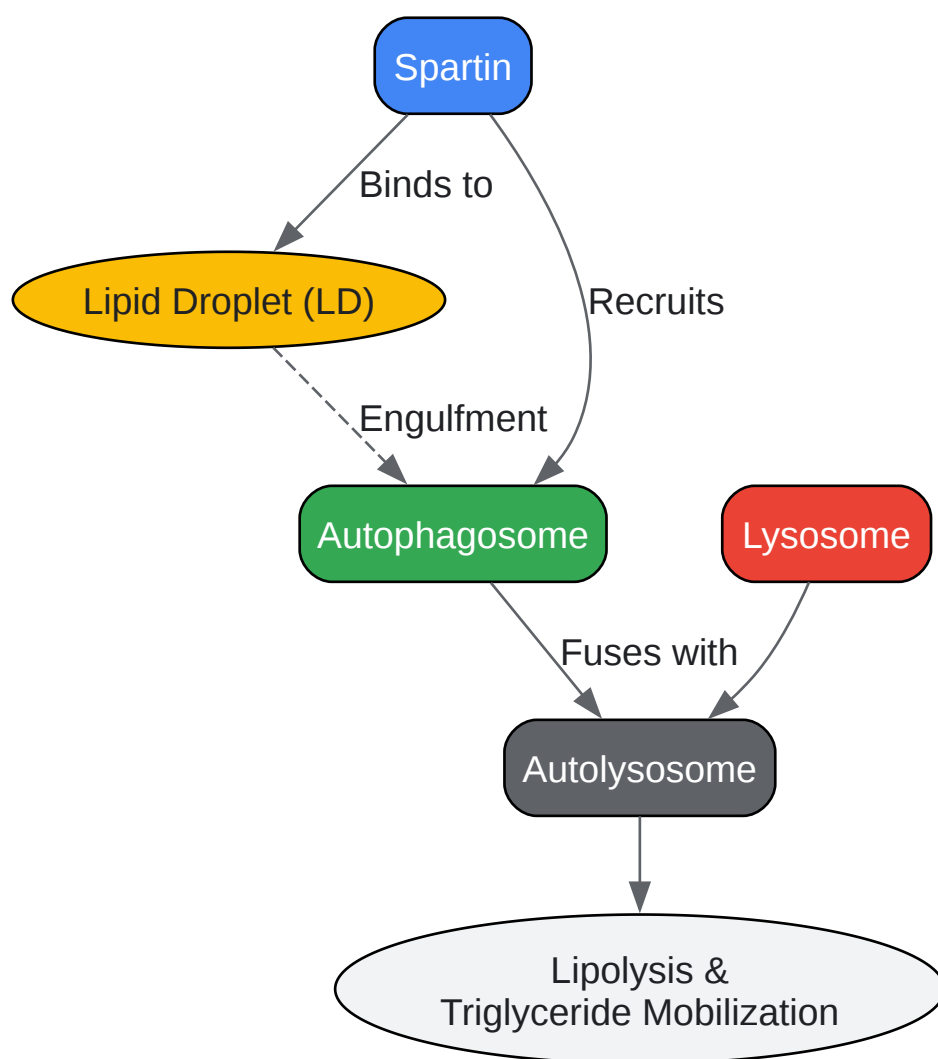 Spartin
Binds to
Lipid Droplet (LD)
Recruits
Engulfment
Autophagosome
Lysosome
Fuses with
Autolysosome
Lipolysis &
Triglyceride Mobilization